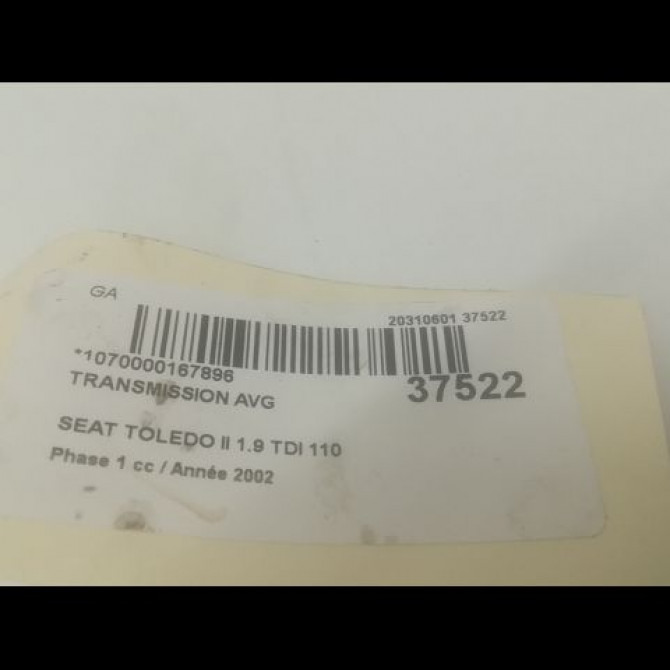 GA
20310601 37522
*1070000167896
37522
TRANSMISSION AVG
SEAT TOLEDO II 1.9 TDI 110
Phase 1 cc / Année 2002